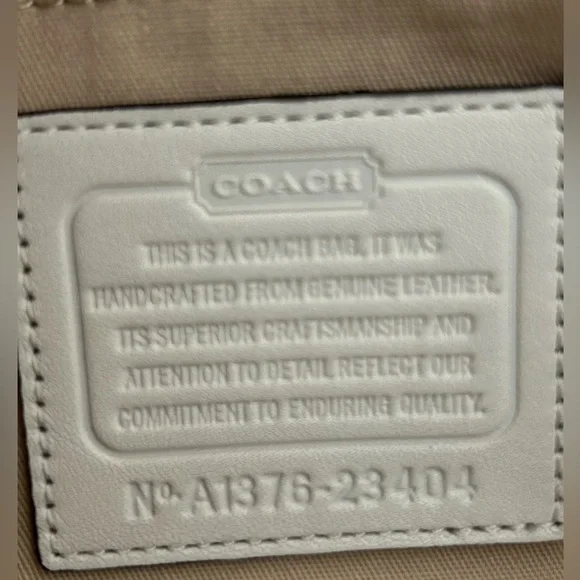 COACH
THIS IS A COACH BAG. IT WAS
HANDCRAFTED FROM GENUINE LEATHER.
ITS SUPERIOR CRAFTSMANSHIP AND
ATTENTION TO DETAIL REFLECT OUR
COMMITMENT TO ENDURING QUALITY.
No. A1376-23404